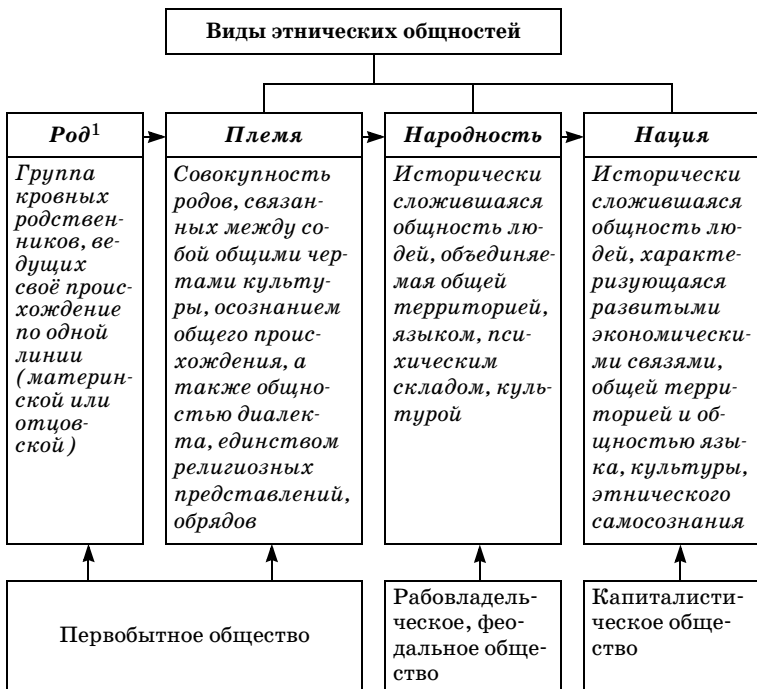 Виды этнических общностей
Род1
Группа
кровных
родствен-
ников, ве-
дущих
своё проис-
хождение
по одной
линии
(материн-
ской или
отцов-
ской)
Племя
Совокупность
родов, связан-
ных между со-
бой общими чер-
тами культу-
ры, осознанием
общего проис-
хождения, а
также общно-
стью диалек-
та, единством
религиозных
представлений,
обрядов
Народность
Исторически
сложившаяся
общность лю-
дей, объединяе-
мая общей
территорией,
языком, пси-
хическим
складом, куль-
турой
Нация
Исторически
сложившаяся
общность лю-
дей, характе-
ризующаяся
развитыми
экономически-
ми связями,
общей терри-
торией и об-
щностью язы-
ка, культуры,
этнического
самосознания
Первобытное общество
Рабовладель-
ческое, фео-
дальное обще-
ство
Капиталисти-
ческое обще-
ство